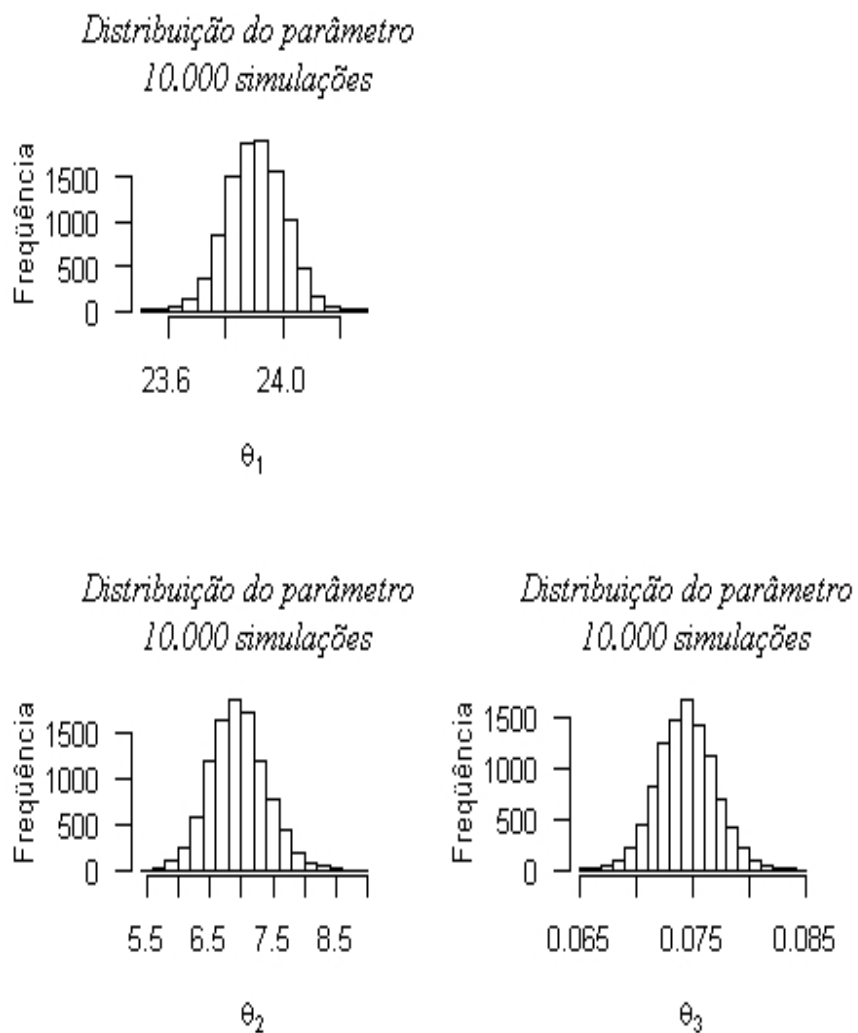 Distribuição do parâmetro
10.000 simulações
Freqüência
1500
1000
500
0
23.6 24.0
θ1
Distribuição do parâmetro
10.000 simulações
Freqüência
1500
1000
500
0
5.5 6.5 7.5 8.5
θ2
Distribuição do parâmetro
10.000 simulações
Freqüência
1500
1000
500
0
0.065 0.075 0.085
θ3